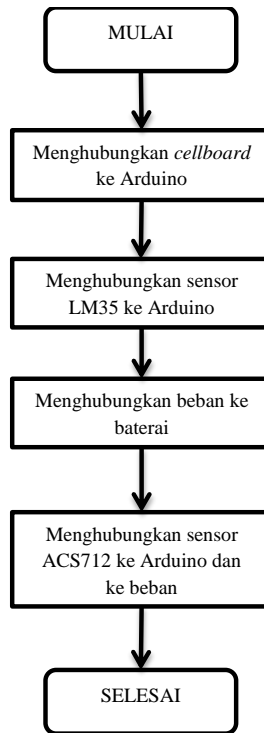 MULAI
Menghubungkan cellboard
ke Arduino
Menghubungkan sensor
LM35 ke Arduino
Menghubungkan beban ke
baterai
Menghubungkan sensor
ACS712 ke Arduino dan
ke beban
SELESAI